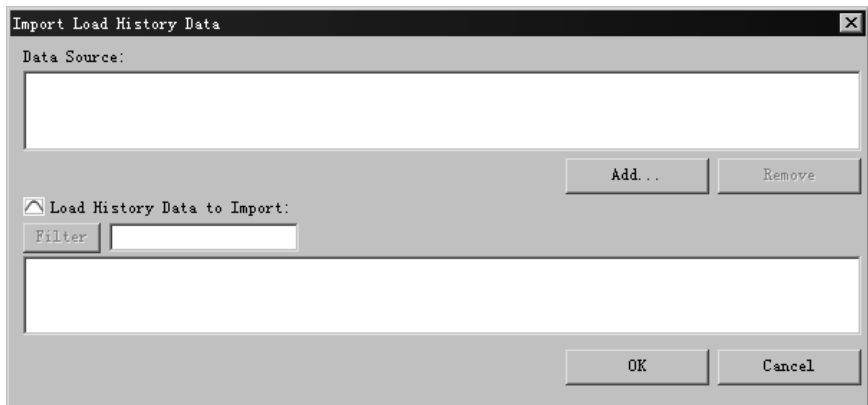 Import Load History Data
Data Source:
Add... Remove
Load History Data to Import:
Filter
OK Cancel